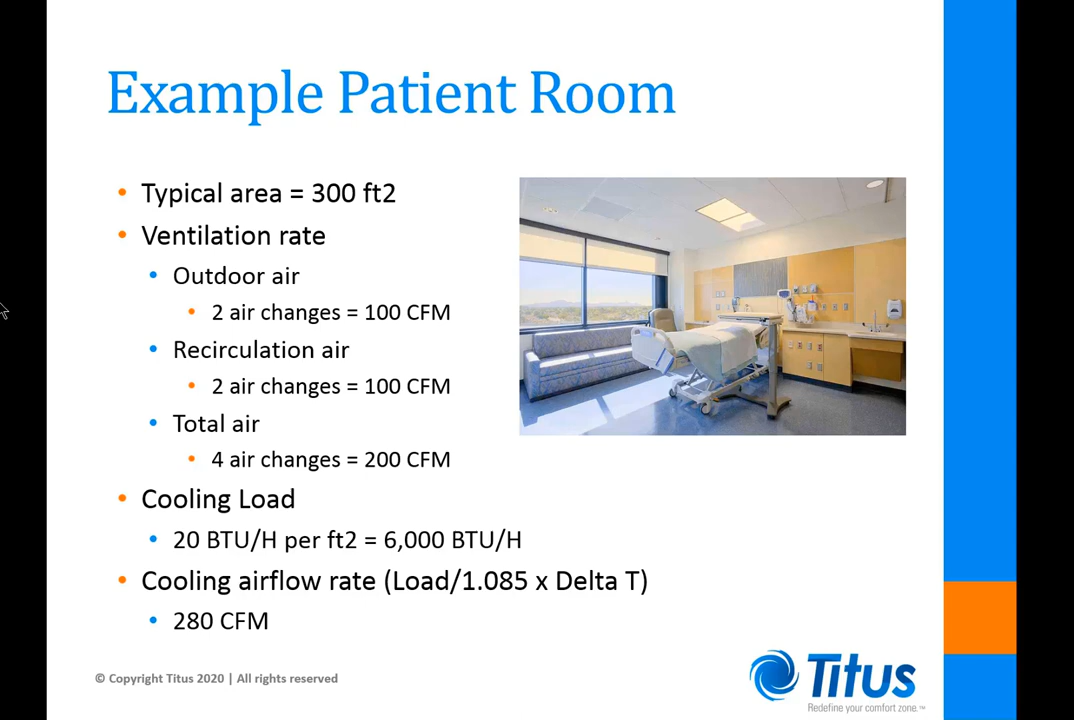 Example Patient Room
Typical area = 300 ft2
Ventilation rate
Outdoor air
2 air changes = 100 CFM
Recirculation air
2 air changes = 100 CFM
Total air
4 air changes = 200 CFM
Cooling Load
20 BTU/H per ft2 = 6,000 BTU/H
Cooling airflow rate (Load/1.085 x Delta T)
280 CFM
© Copyright Titus 2020 | All rights reserved
Titus
Redefine your comfort zone.™